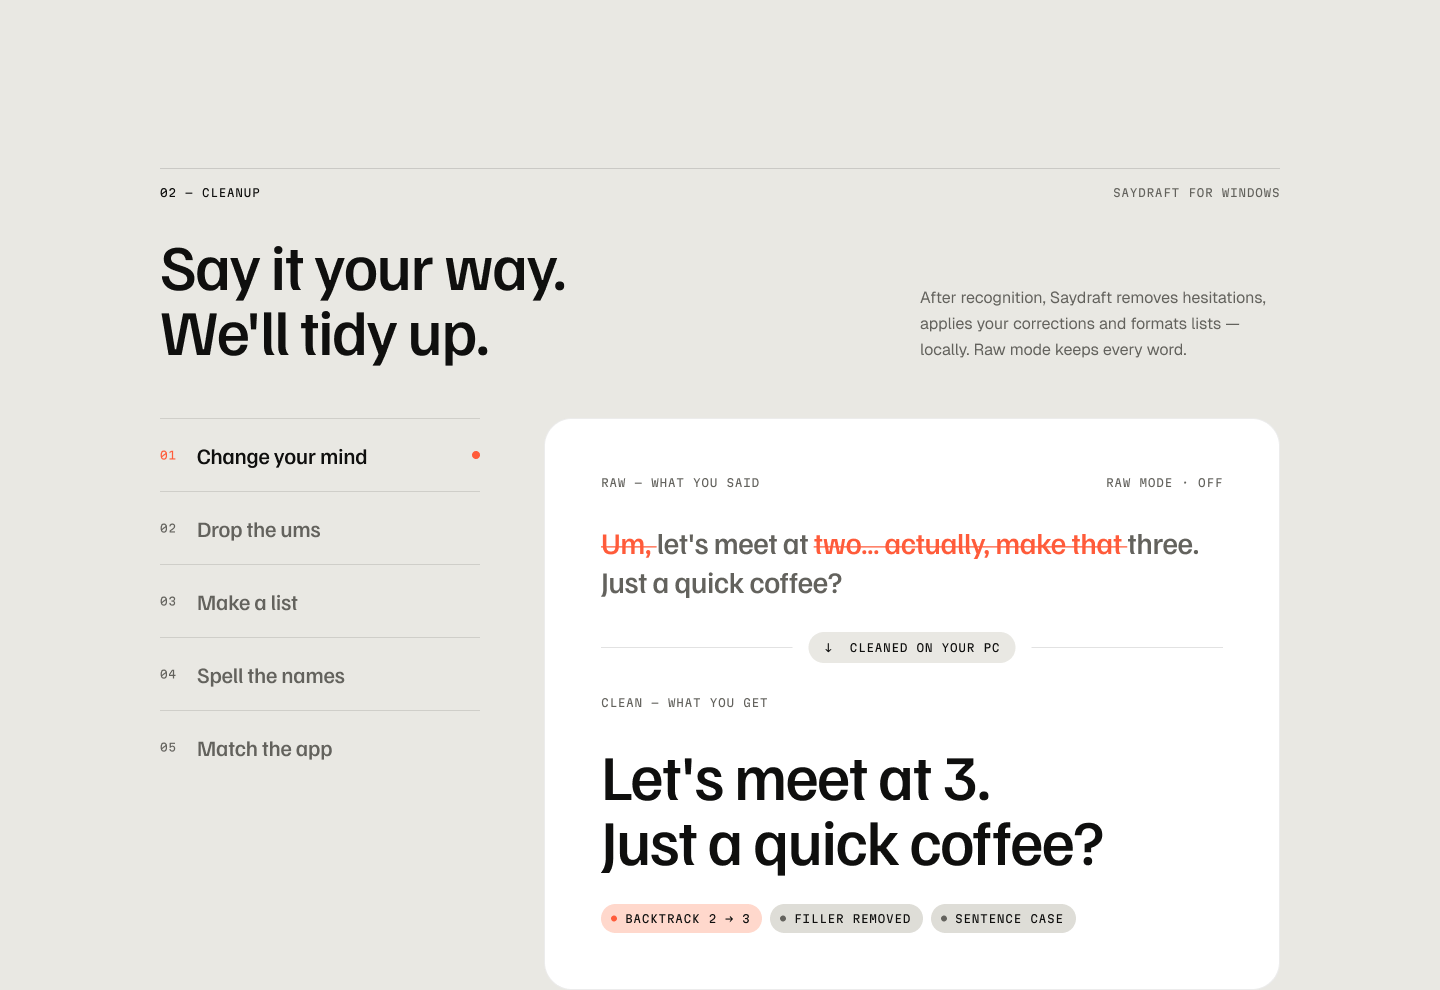 02 — CLEANUP
SAYDRAFT FOR WINDOWS
Say it your way.
We'll tidy up.
After recognition, Saydraft removes hesitations,
applies your corrections and formats lists —
locally. Raw mode keeps every word.
01 Change your mind
02 Drop the ums
03 Make a list
04 Spell the names
05 Match the app
RAW — WHAT YOU SAID
RAW MODE · OFF
Um, let's meet at two... actually, make that three.
Just a quick coffee?
↓ CLEANED ON YOUR PC
CLEAN — WHAT YOU GET
Let's meet at 3.
Just a quick coffee?
BACKTRACK 2 → 3
FILLER REMOVED
SENTENCE CASE